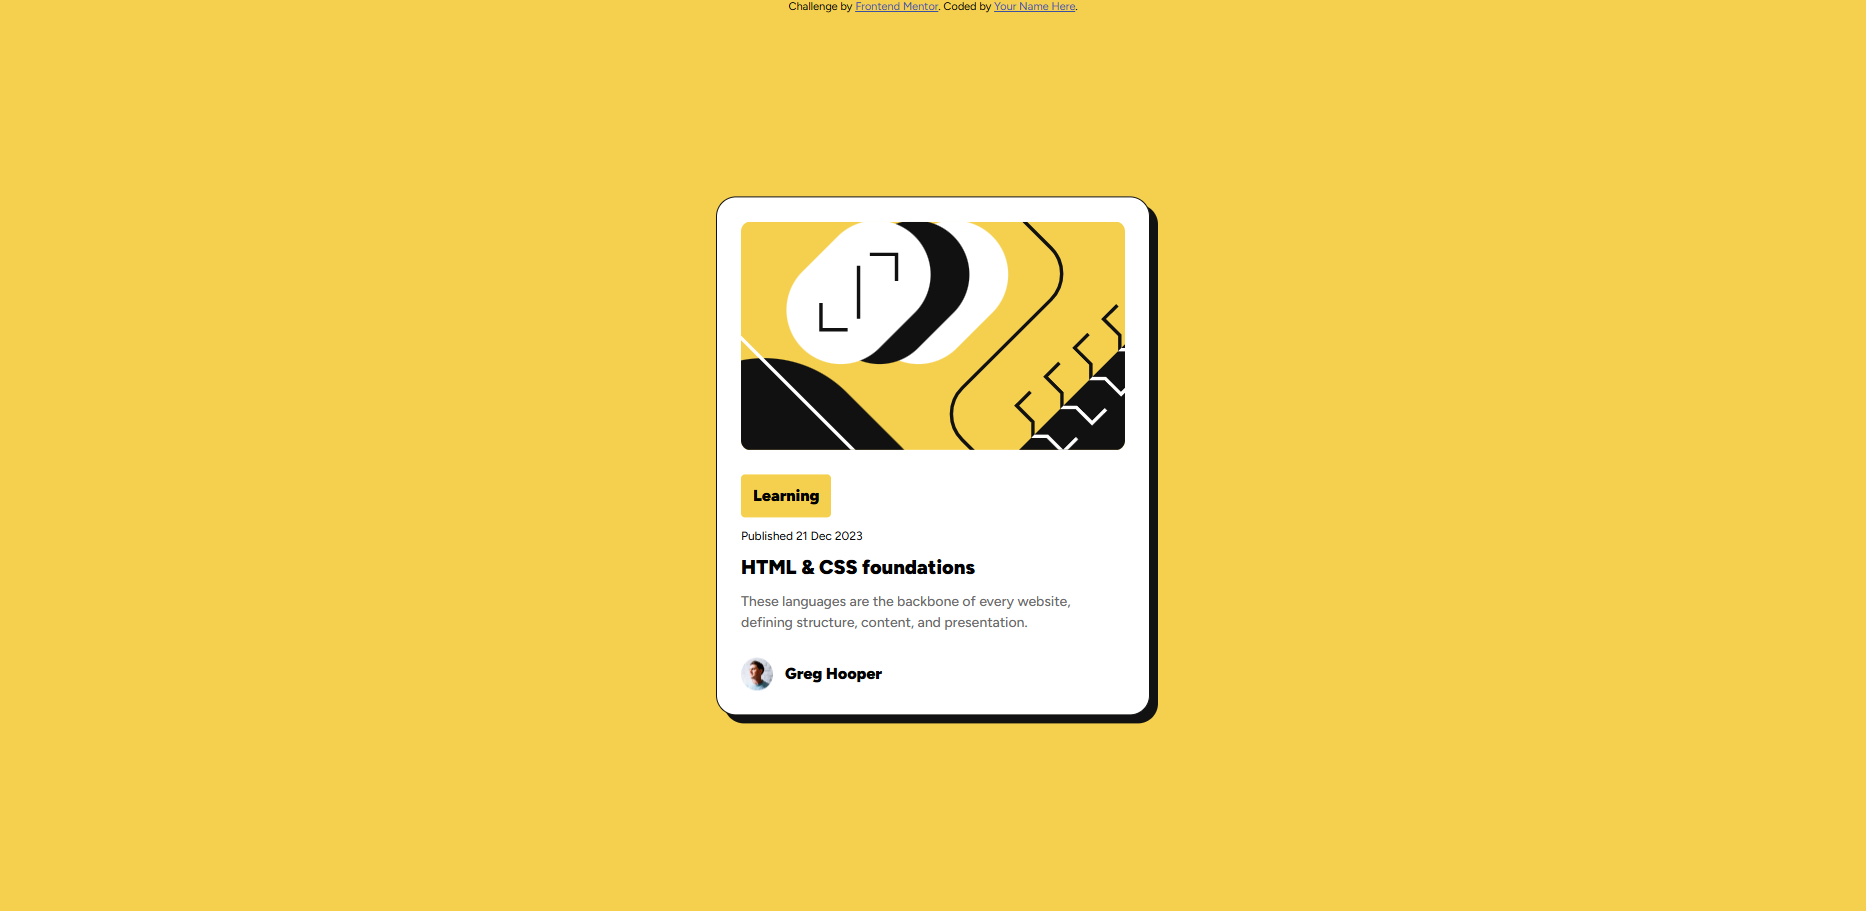 Challenge by Frontend Mentor. Coded by Your Name Here.
Learning
Published 21 Dec 2023
HTML & CSS foundations
These languages are the backbone of every website,
defining structure, content, and presentation.
Greg Hooper